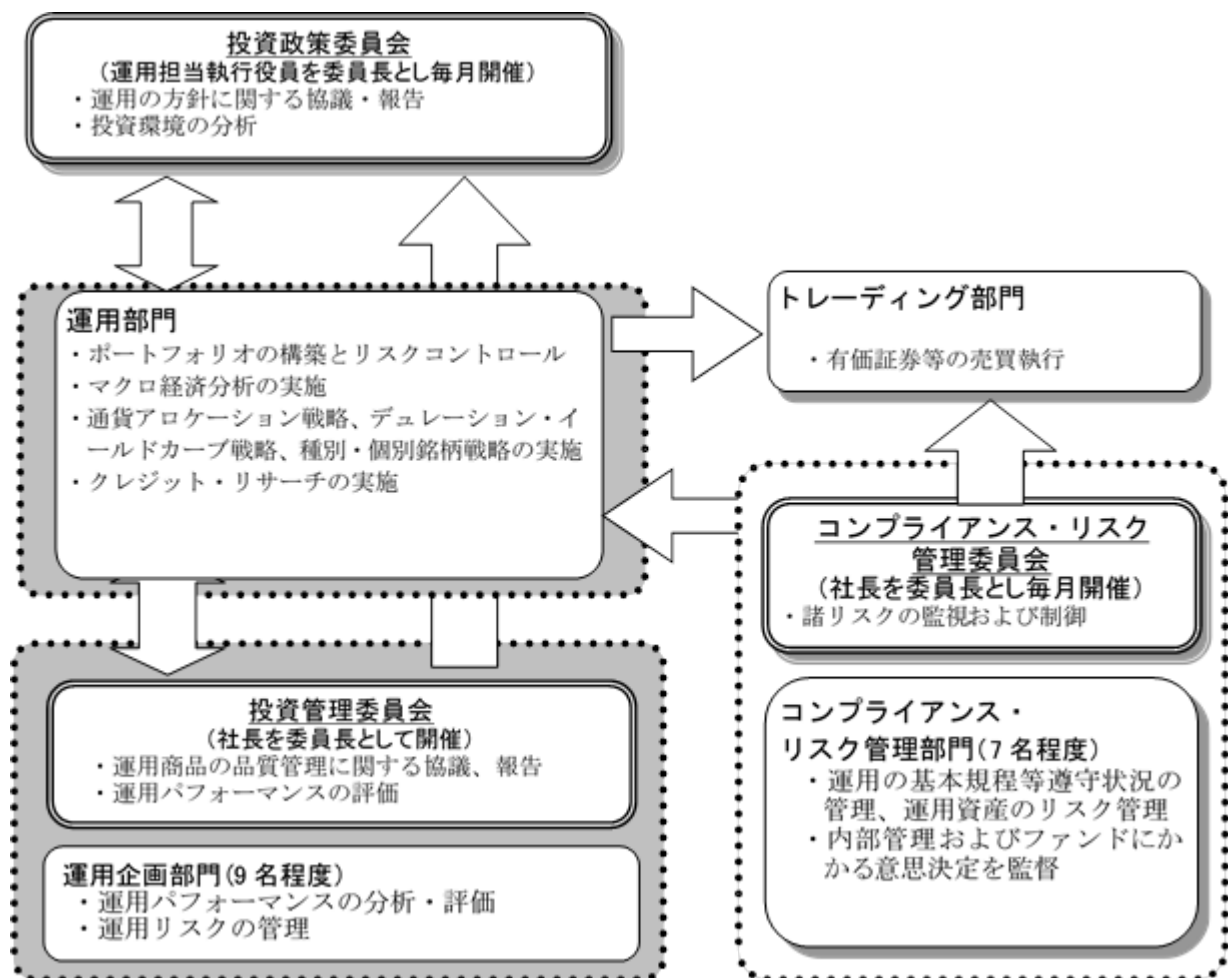 投資政策委員会
（運用担当執行役員を委員長とし毎月開催）
・運用の方針に関する協議・報告
・投資環境の分析
運用部門
・ポートフォリオの構築とリスクコントロール
・マクロ経済分析の実施
・通貨アロケーション戦略、デュレーション・イ
ールドカーブ戦略、種別・個別銘柄戦略の実施
・クレジット・リサーチの実施
トレーディング部門
・有価証券等の売買執行
コンプライアンス・リスク
管理委員会
（社長を委員長とし毎月開催）
・諸リスクの監視および制御
投資管理委員会
（社長を委員長として開催）
・運用商品の品質管理に関する協議、報告
・運用パフォーマンスの評価
運用企画部門（9 名程度）
・運用パフォーマンスの分析・評価
・運用リスクの管理
コンプライアンス・
リスク管理部門（7 名程度）
・運用の基本規程等遵守状況の
管理、運用資産のリスク管理
・内部管理およびファンドにか
かる意思決定を監督